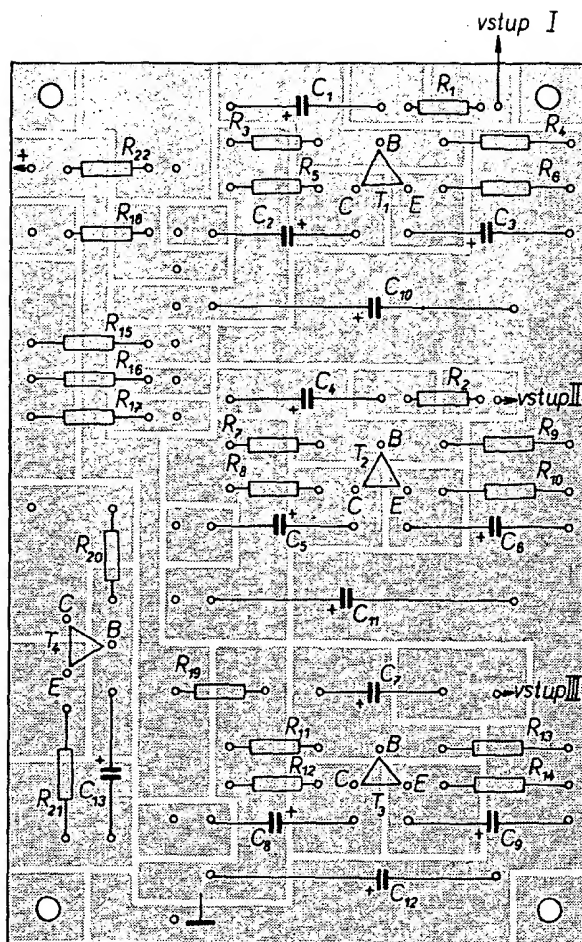 vstup I
C1
R1
R3
B
R4
+
R22
R5
R6
C
T1
E
R18
C2
+
C3
+
C10
+
R15
R16
C4
+
R2
vstup II
R17
R7
B
R9
T2
R8
R10
C
E
+
C5
C6
+
R20
C
C11
+
T4
B
E
R19
C7
+
vstup III
R11
B
R13
R12
C
E
R14
T3
+
R21
C13
C8
+
C9
+
C12
+